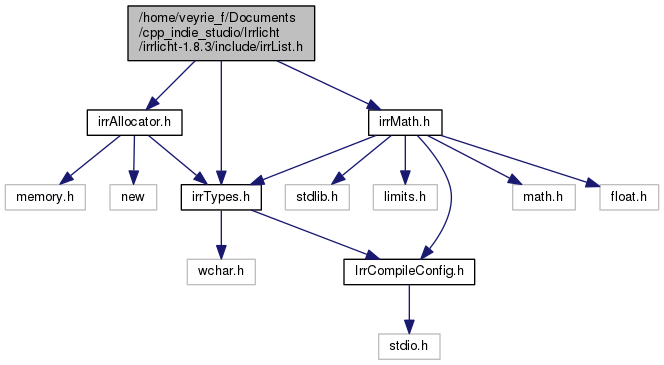 /home/veyrie_f/Documents
/cpp_indie_studio/Irrlicht
/irrlicht-1.8.3/include/irrList.h
irrAllocator.h
irrMath.h
memory.h
new
irrTypes.h
stdlib.h
limits.h
math.h
float.h
wchar.h
IrrCompileConfig.h
stdio.h